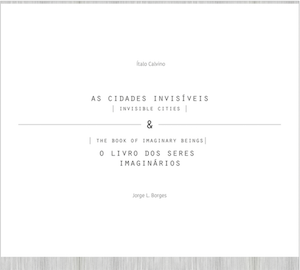 Ítalo Calvino
AS CIDADES INVISÍVEIS
[ INVISIBLE CITIES ]
&
[ THE BOOK OF IMAGINARY BEINGS]
O LIVRO DOS SERES
IMAGINÁRIOS
Jorge L. Borges